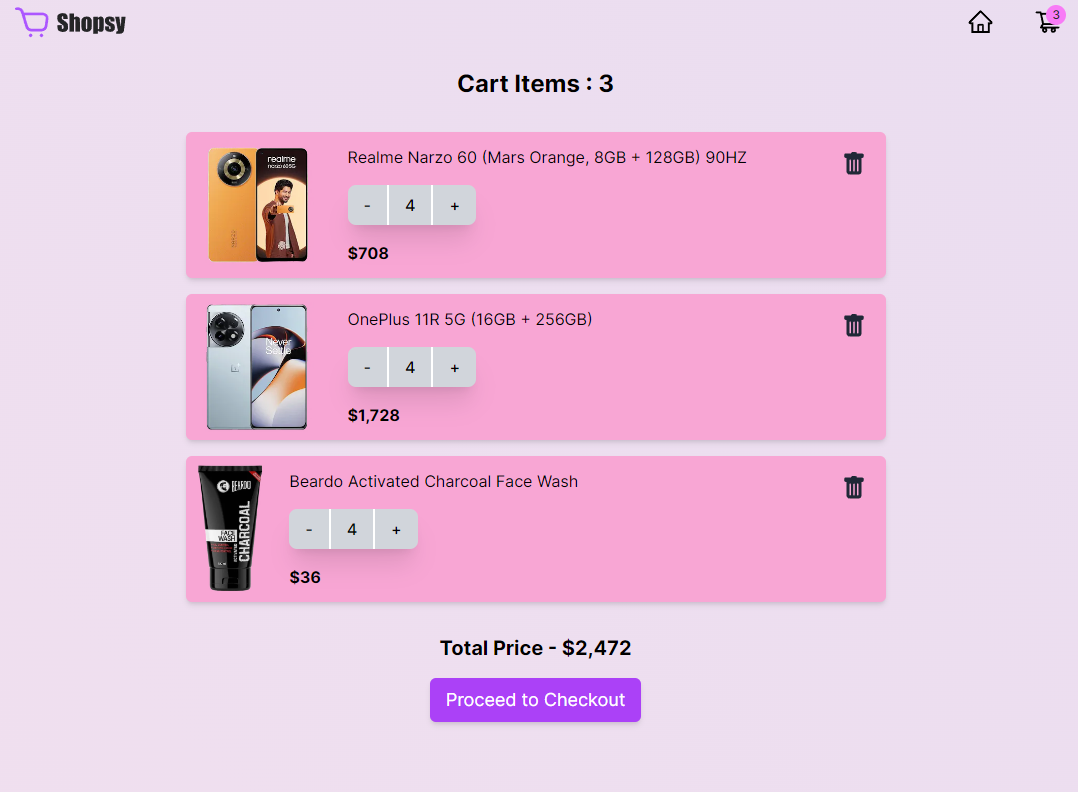 Shopsy
3
Cart Items : 3
realme
narzo 60 5G
Realme Narzo 60 (Mars Orange, 8GB + 128GB) 90HZ
- 4 +
$708
Never
Settle
OnePlus 11R 5G (16GB + 256GB)
- 4 +
$1,728
BEARDO
CHARCOAL
ACTIVATED
FACE
WASH
Beardo Activated Charcoal Face Wash
- 4 +
$36
Total Price - $2,472
Proceed to Checkout